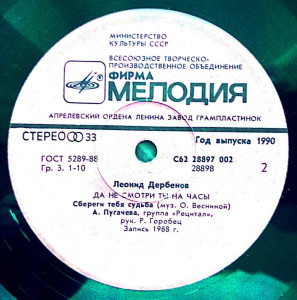 МИНИСТЕРСТВО
КУЛЬТУРЫ СССР
ВСЕСОЮЗНОЕ ТВОРЧЕСКО-
ПРОИЗВОДСТВЕННОЕ ОБЪЕДИНЕНИЕ
ФИРМА
МЕЛОДИЯ
АПРЕЛЕВСКИЙ ОРДЕНА ЛЕНИНА ЗАВОД ГРАМПЛАСТИНОК
СТЕРЕО 33
Год выпуска 1990
ГОСТ 5289-88
С62 28897 002
Гр. 3. 1-10
28898
2
Леонид Дербенев
ДА НЕ СМОТРИ ТЫ НА ЧАСЫ
Сбереги тебя судьба (муз. О. Весниной)
А. Пугачева, группа «Рецитал»,
рук. Р. Горобец
Запись 1988 г.